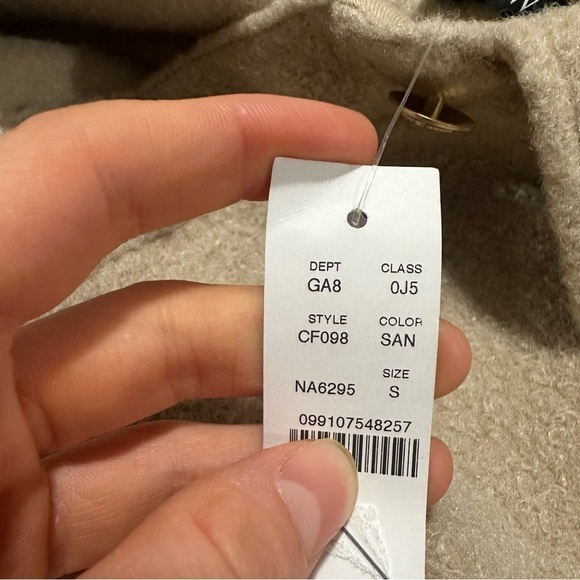 DEPT CLASS
GA8 0J5
STYLE COLOR
CF098 SAN
SIZE
NA6295 S
099107548257